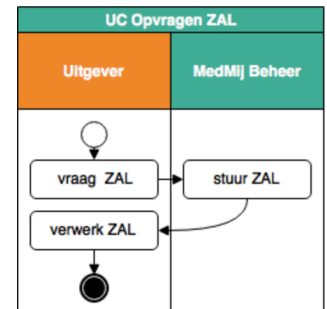 UC Opvragen ZAL
Uitgever
MedMij Beheer
vraag ZAL
stuur ZAL
verwerk ZAL